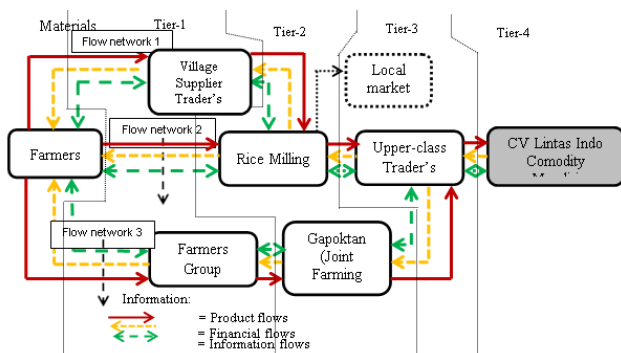 Materials
Tier-1
Tier-2
Tier-3
Tier-4
Flow network 1
Village
Supplier
Trader's
Local
market
Flow network 2
Farmers
Rice Milling
Upper-class
Trader's
CV Lintas Indo
Comodity
Flow network 3
Farmers
Group
Gapoktan
(Joint
Farming
Information:
= Product flows
= Financial flows
= Information flows